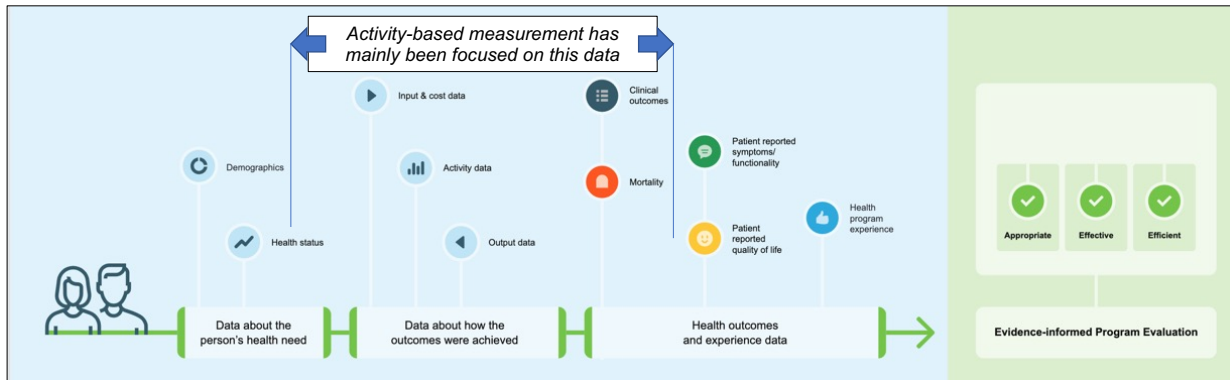 Activity-based measurement has
mainly been focused on this data
Input & cost data
Clinical
outcomes
Patient reported
symptoms/
functionality
Demographics
Activity data
Mortality
Health
program
experience
Health status
Output data
Patient
reported
quality of life
Appropriate
Effective
Efficient
Data about the
person's health need
Data about how the
outcomes were achieved
Health outcomes
and experience data
Evidence-informed Program Evaluation